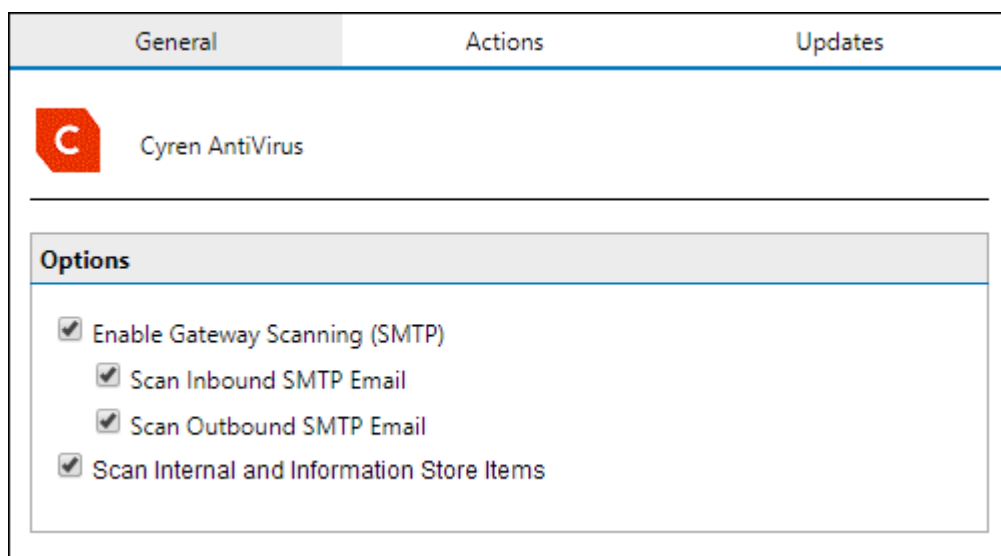 General Actions Updates
C
Cyren AntiVirus
Options
Enable Gateway Scanning (SMTP)
Scan Inbound SMTP Email
Scan Outbound SMTP Email
Scan Internal and Information Store Items